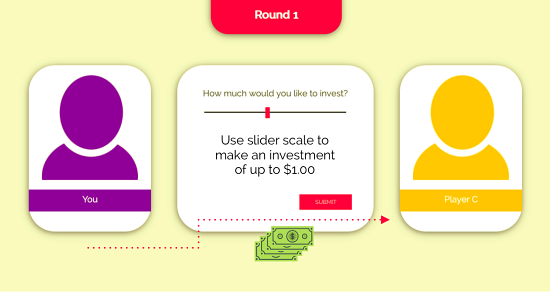 Round 1
How much would you like to invest?
Use slider scale to
make an investment
of up to $1.00
SUBMIT
You
Player C